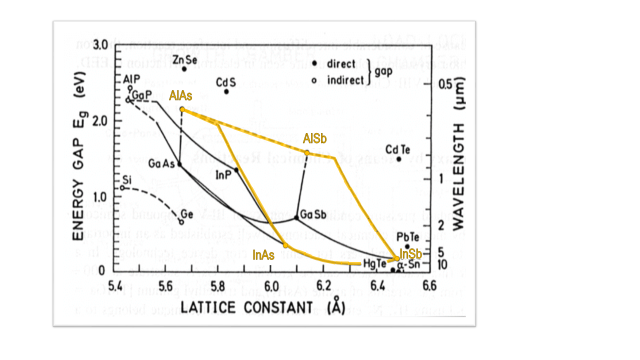 3.0
2.0
1.0
0
ENERGY GAP Eg (eV)
AlP
GaP
ZnSe
CdS
direct
indirect
gap
AlAs
AlSb
GaAs
InP
CdTe
Si
Ge
GaSb
InAs
PbTe
InSb
HgTe
α-Sn
0.5
1
2
5
10
WAVELENGTH (μm)
5.4 5.6 5.8 6.0 6.2 6.4 6.6
LATTICE CONSTANT (Å)